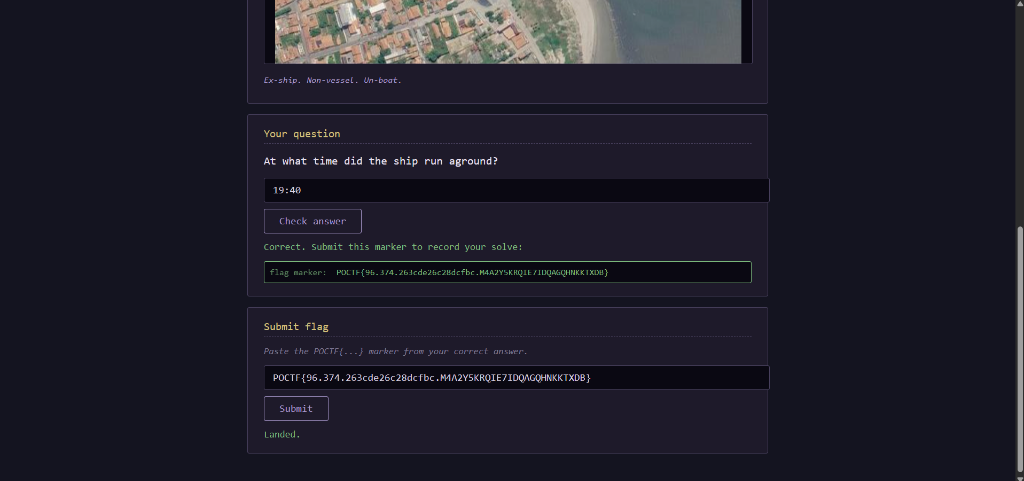 Ex-ship. Non-vessel. Un-boat.
Your question
At what time did the ship run aground?
19:40
Check answer
Correct. Submit this marker to record your solve:
flag marker: POCTF{96.374.263cde26c28dcfbc.M4A2Y5KRQIE7IDQAGQHNKKTXDB}
Submit flag
Paste the POCTF{...} marker from your correct answer.
POCTF{96.374.263cde26c28dcfbc.M4A2Y5KRQIE7IDQAGQHNKKTXDB}
Submit
Landed.